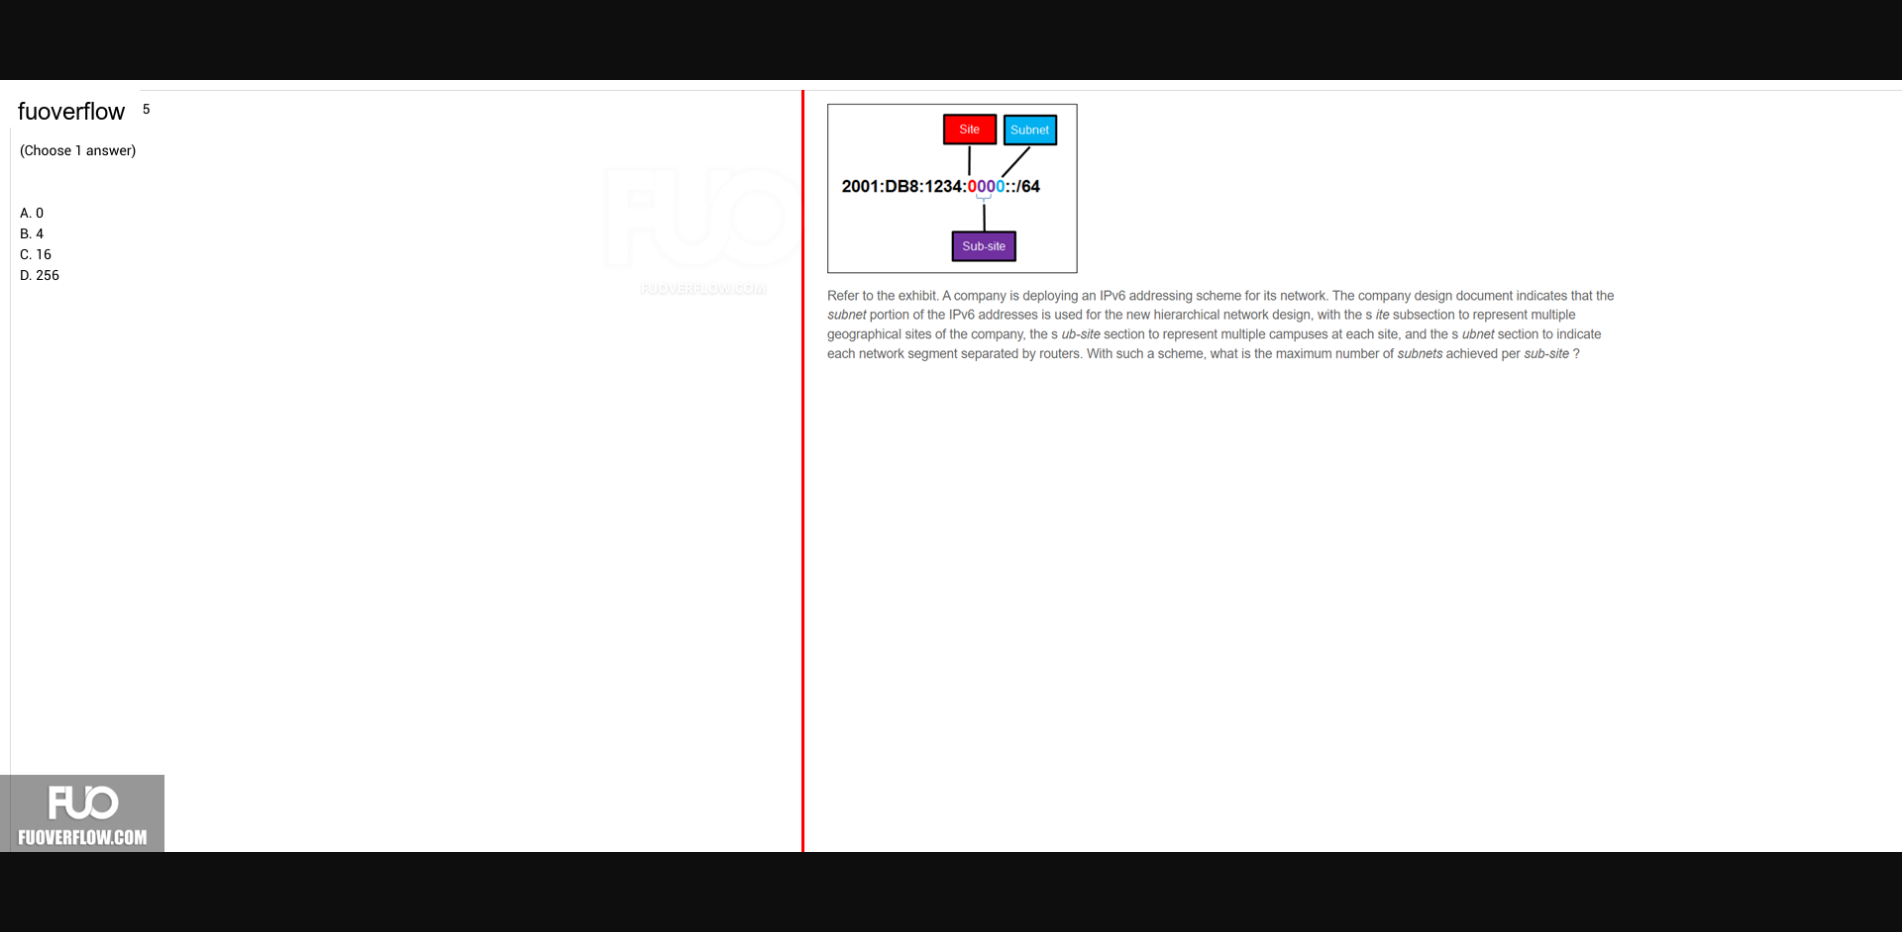 fuoverflow 5
(Choose 1 answer)
A. 0
B. 4
C. 16
D. 256
FUO
FUOVERFLOW.COM
Site
Subnet
2001:DB8:1234:0000::/64
Sub-site
Refer to the exhibit. A company is deploying an IPv6 addressing scheme for its network. The company design document indicates that the
subnet portion of the IPv6 addresses is used for the new hierarchical network design, with the s ite subsection to represent multiple
geographical sites of the company, the s ub-site section to represent multiple campuses at each site, and the s ubnet section to indicate
each network segment separated by routers. With such a scheme, what is the maximum number of subnets achieved per sub-site ?
FUO
FUOVERFLOW.COM